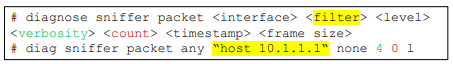 # diagnose sniffer packet <interface> <filter> <level>
<verbosity> <count> <timestamp> <frame size>
# diag sniffer packet any “host 10.1.1.1“ none 4 0 1